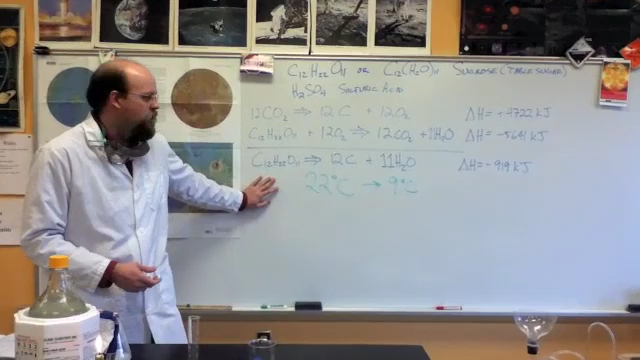 C12H22O11 or C12(H2O)11 Sucrose (Table Sugar)
H2SO4 Sulfuric Acid
12CO2 ⇒ 12C + 12O2 ΔH = +4722 kJ
C12H22O11 + 12O2 ⇒ 12CO2 + 11H2O ΔH = -5641 kJ
C12H22O11 ⇒ 12C + 11H2O ΔH = -919 kJ
22°C → 9°C